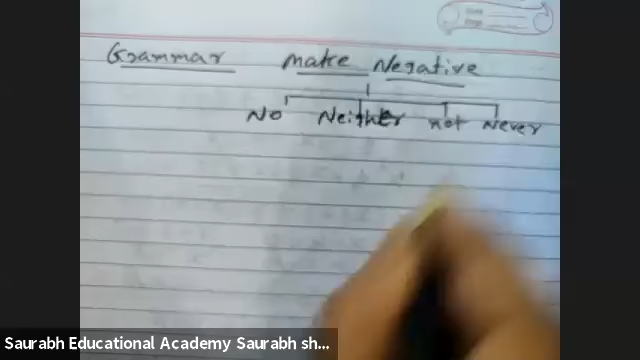 Grammar Make Negative
No Neither not Never
Saurabh Educational Academy Saurabh sh...